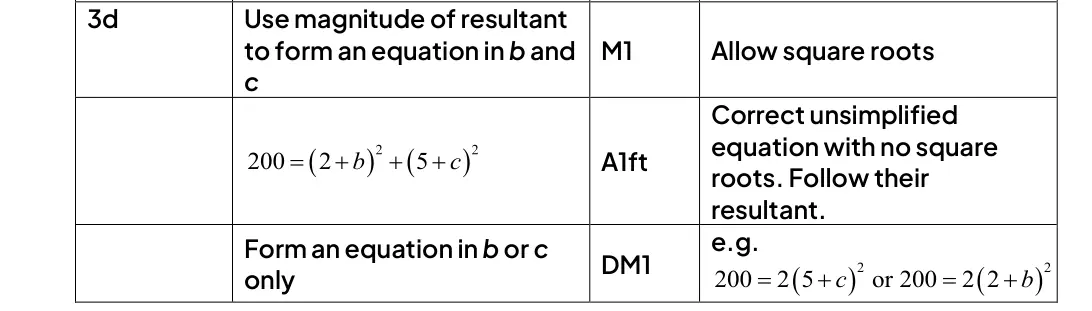 3d
Use magnitude of resultant
to form an equation in b and
c
M1
Allow square roots
200 = (2+b)² + (5+c)²
A1ft
Correct unsimplified
equation with no square
roots. Follow their
resultant.
Form an equation in b or c
only
DM1
e.g.
200 = 2(5+c)² or 200 = 2(2+b)²